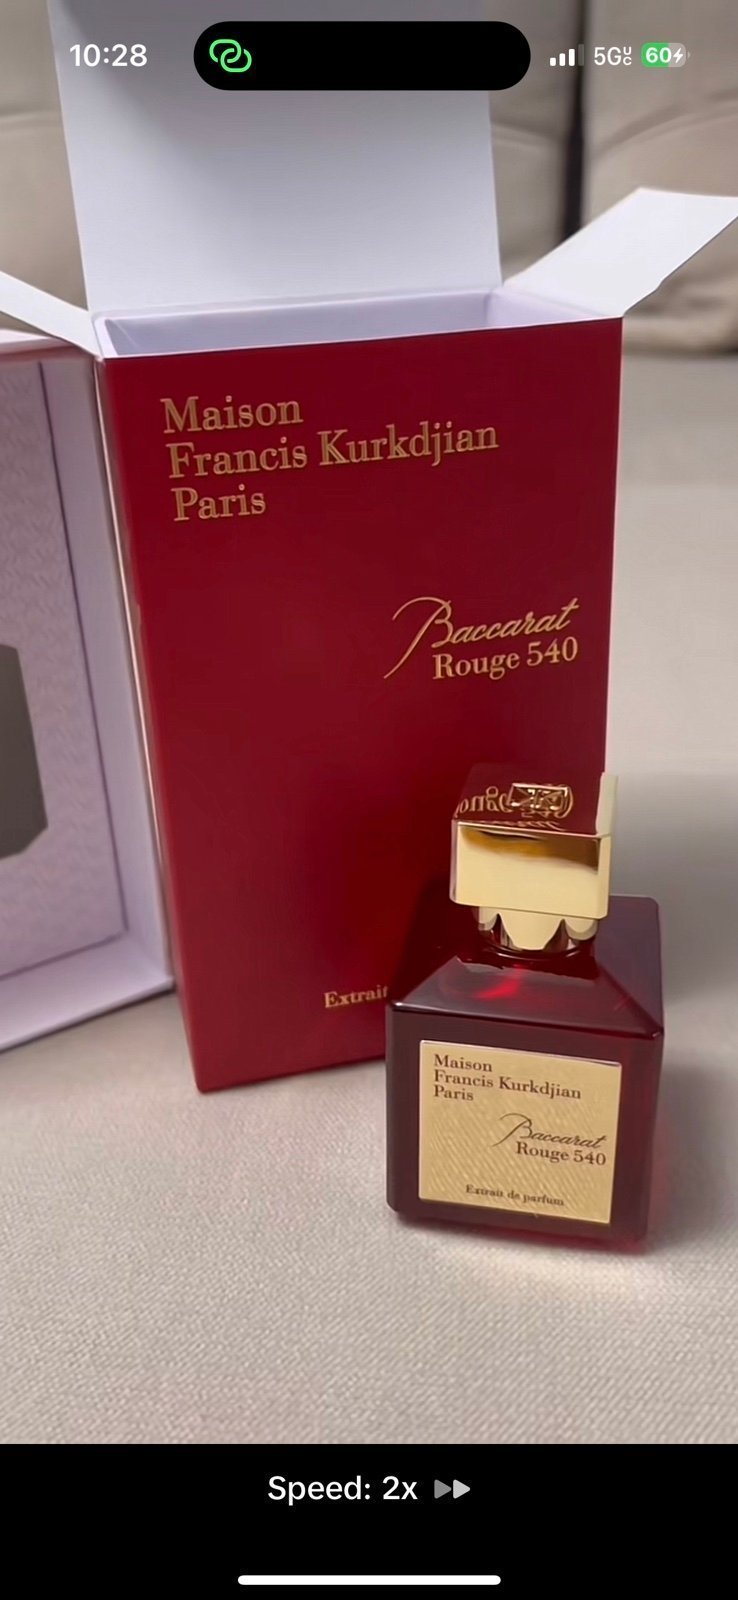 10:28
5G UC
60
Maison
Francis Kurkdjian
Paris
Baccarat
Rouge 540
Extrait
Maison
Francis Kurkdjian
Paris
Baccarat
Rouge 540
Extrait de parfum
Speed: 2x